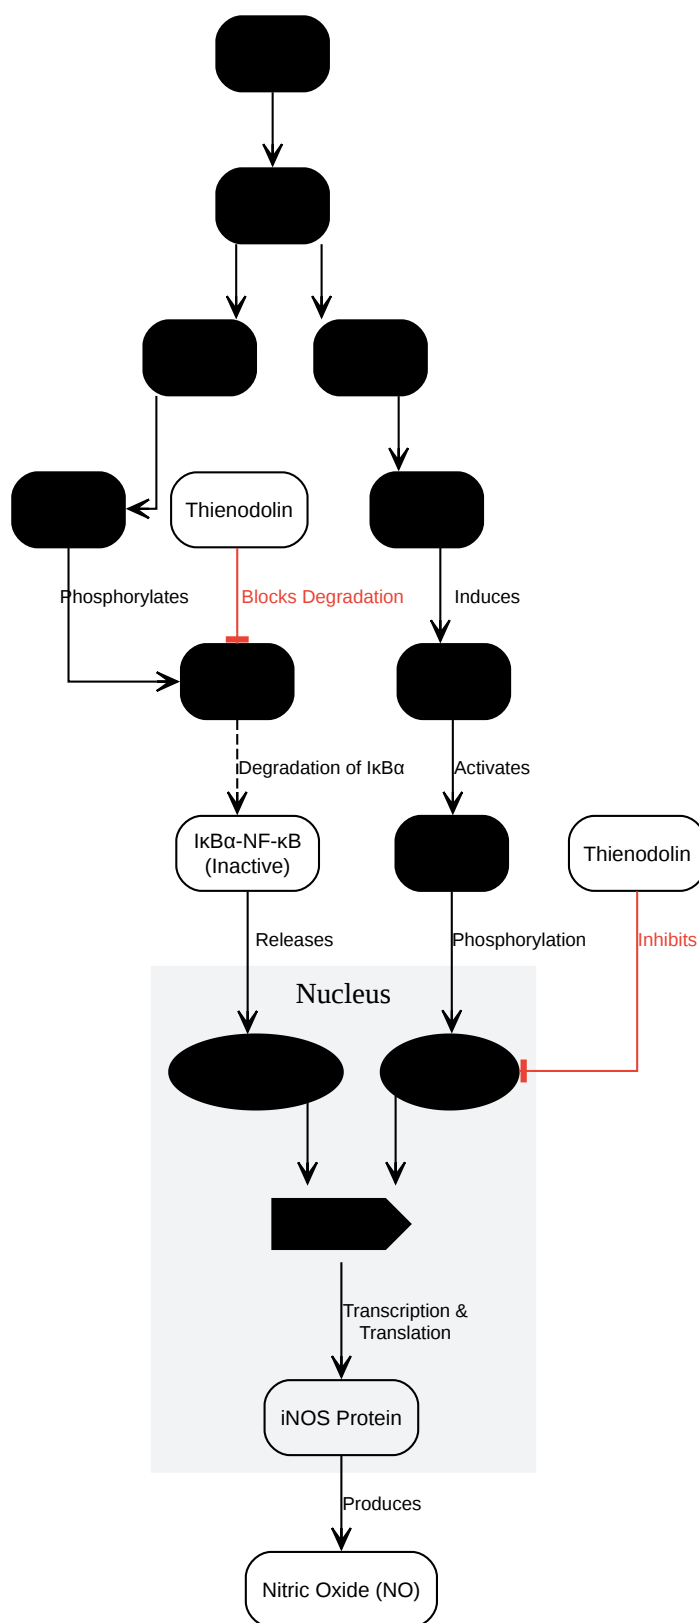 Thienodolin
Phosphorylates
Blocks Degradation
Induces
Degradation of IκBα
Activates
IκBα-NF-κB
(Inactive)
Thienodolin
Releases
Phosphorylation
Inhibits
Nucleus
Transcription &
Translation
iNOS Protein
Produces
Nitric Oxide (NO)